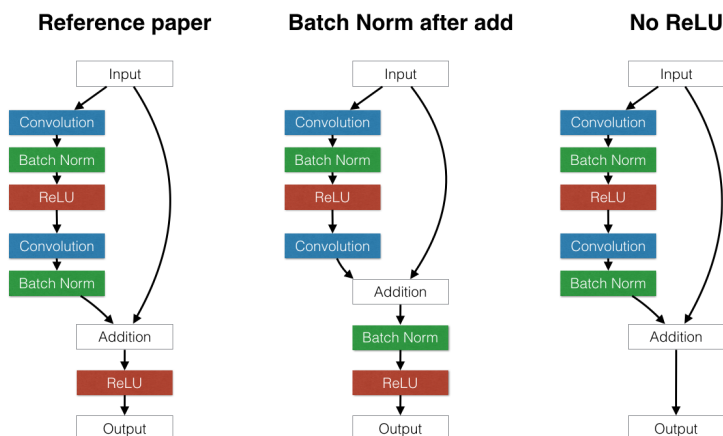 Reference paper
Input
Convolution
Batch Norm
ReLU
Convolution
Batch Norm
Addition
ReLU
Output
Batch Norm after add
Input
Convolution
Batch Norm
ReLU
Convolution
Addition
Batch Norm
ReLU
Output
No ReLU
Input
Convolution
Batch Norm
ReLU
Convolution
Batch Norm
Addition
Output